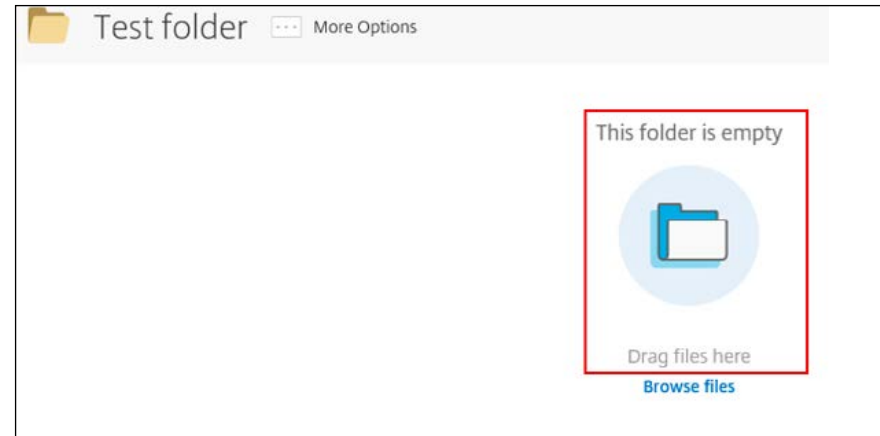 Test folder
More Options
This folder is empty
Drag files here
Browse files